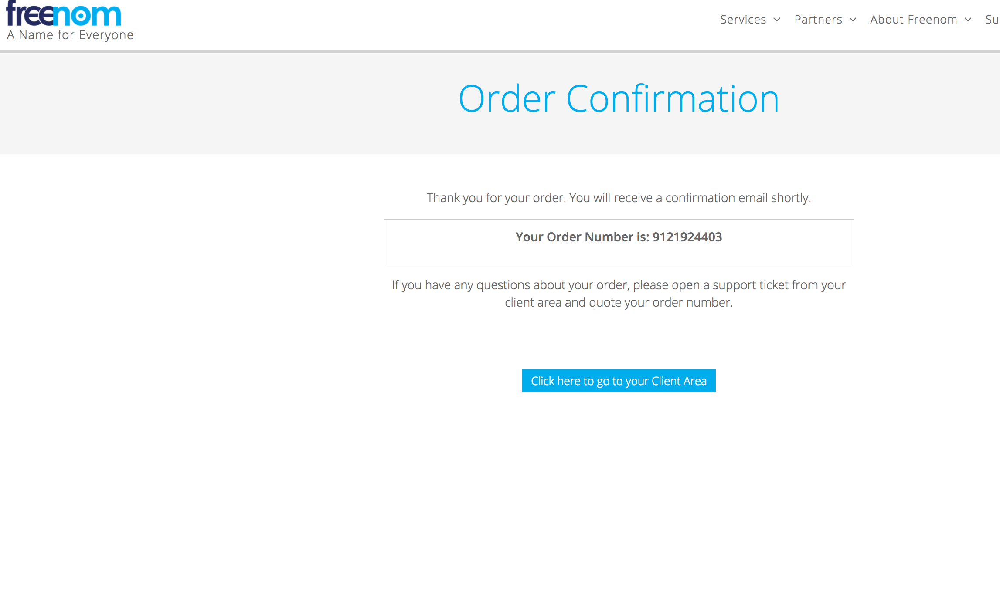 freenom
A Name for Everyone
Services Partners About Freenom Su
Order Confirmation
Thank you for your order. You will receive a confirmation email shortly.
Your Order Number is: 9121924403
If you have any questions about your order, please open a support ticket from your
client area and quote your order number.
Click here to go to your Client Area